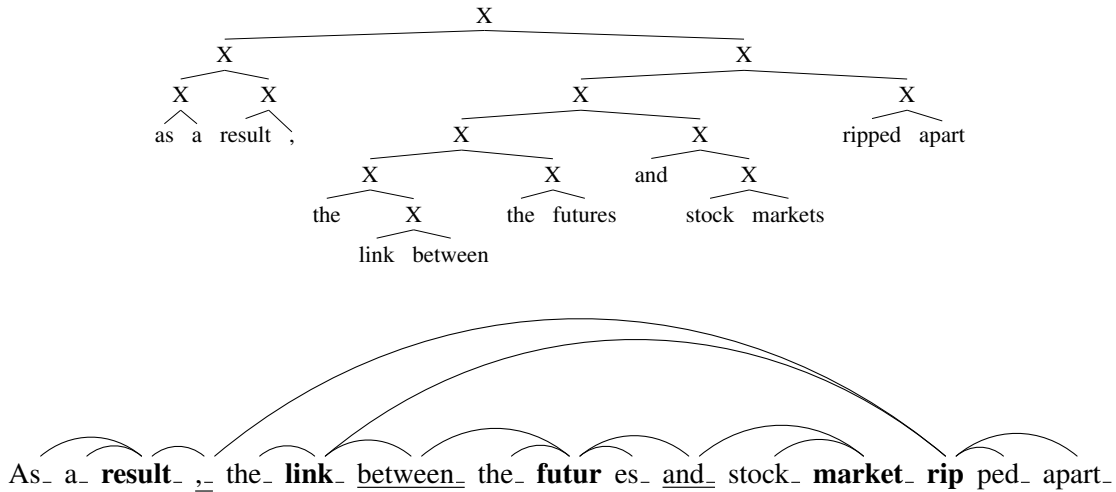 X
X X
X X X X
as a result , X X ripped apart
X X and X
the X the futures stock markets
link between
As_ a_ result_ ,_ the_ link_ between_ the_ futur es_ and_ stock_ market_ rip ped_ apart_